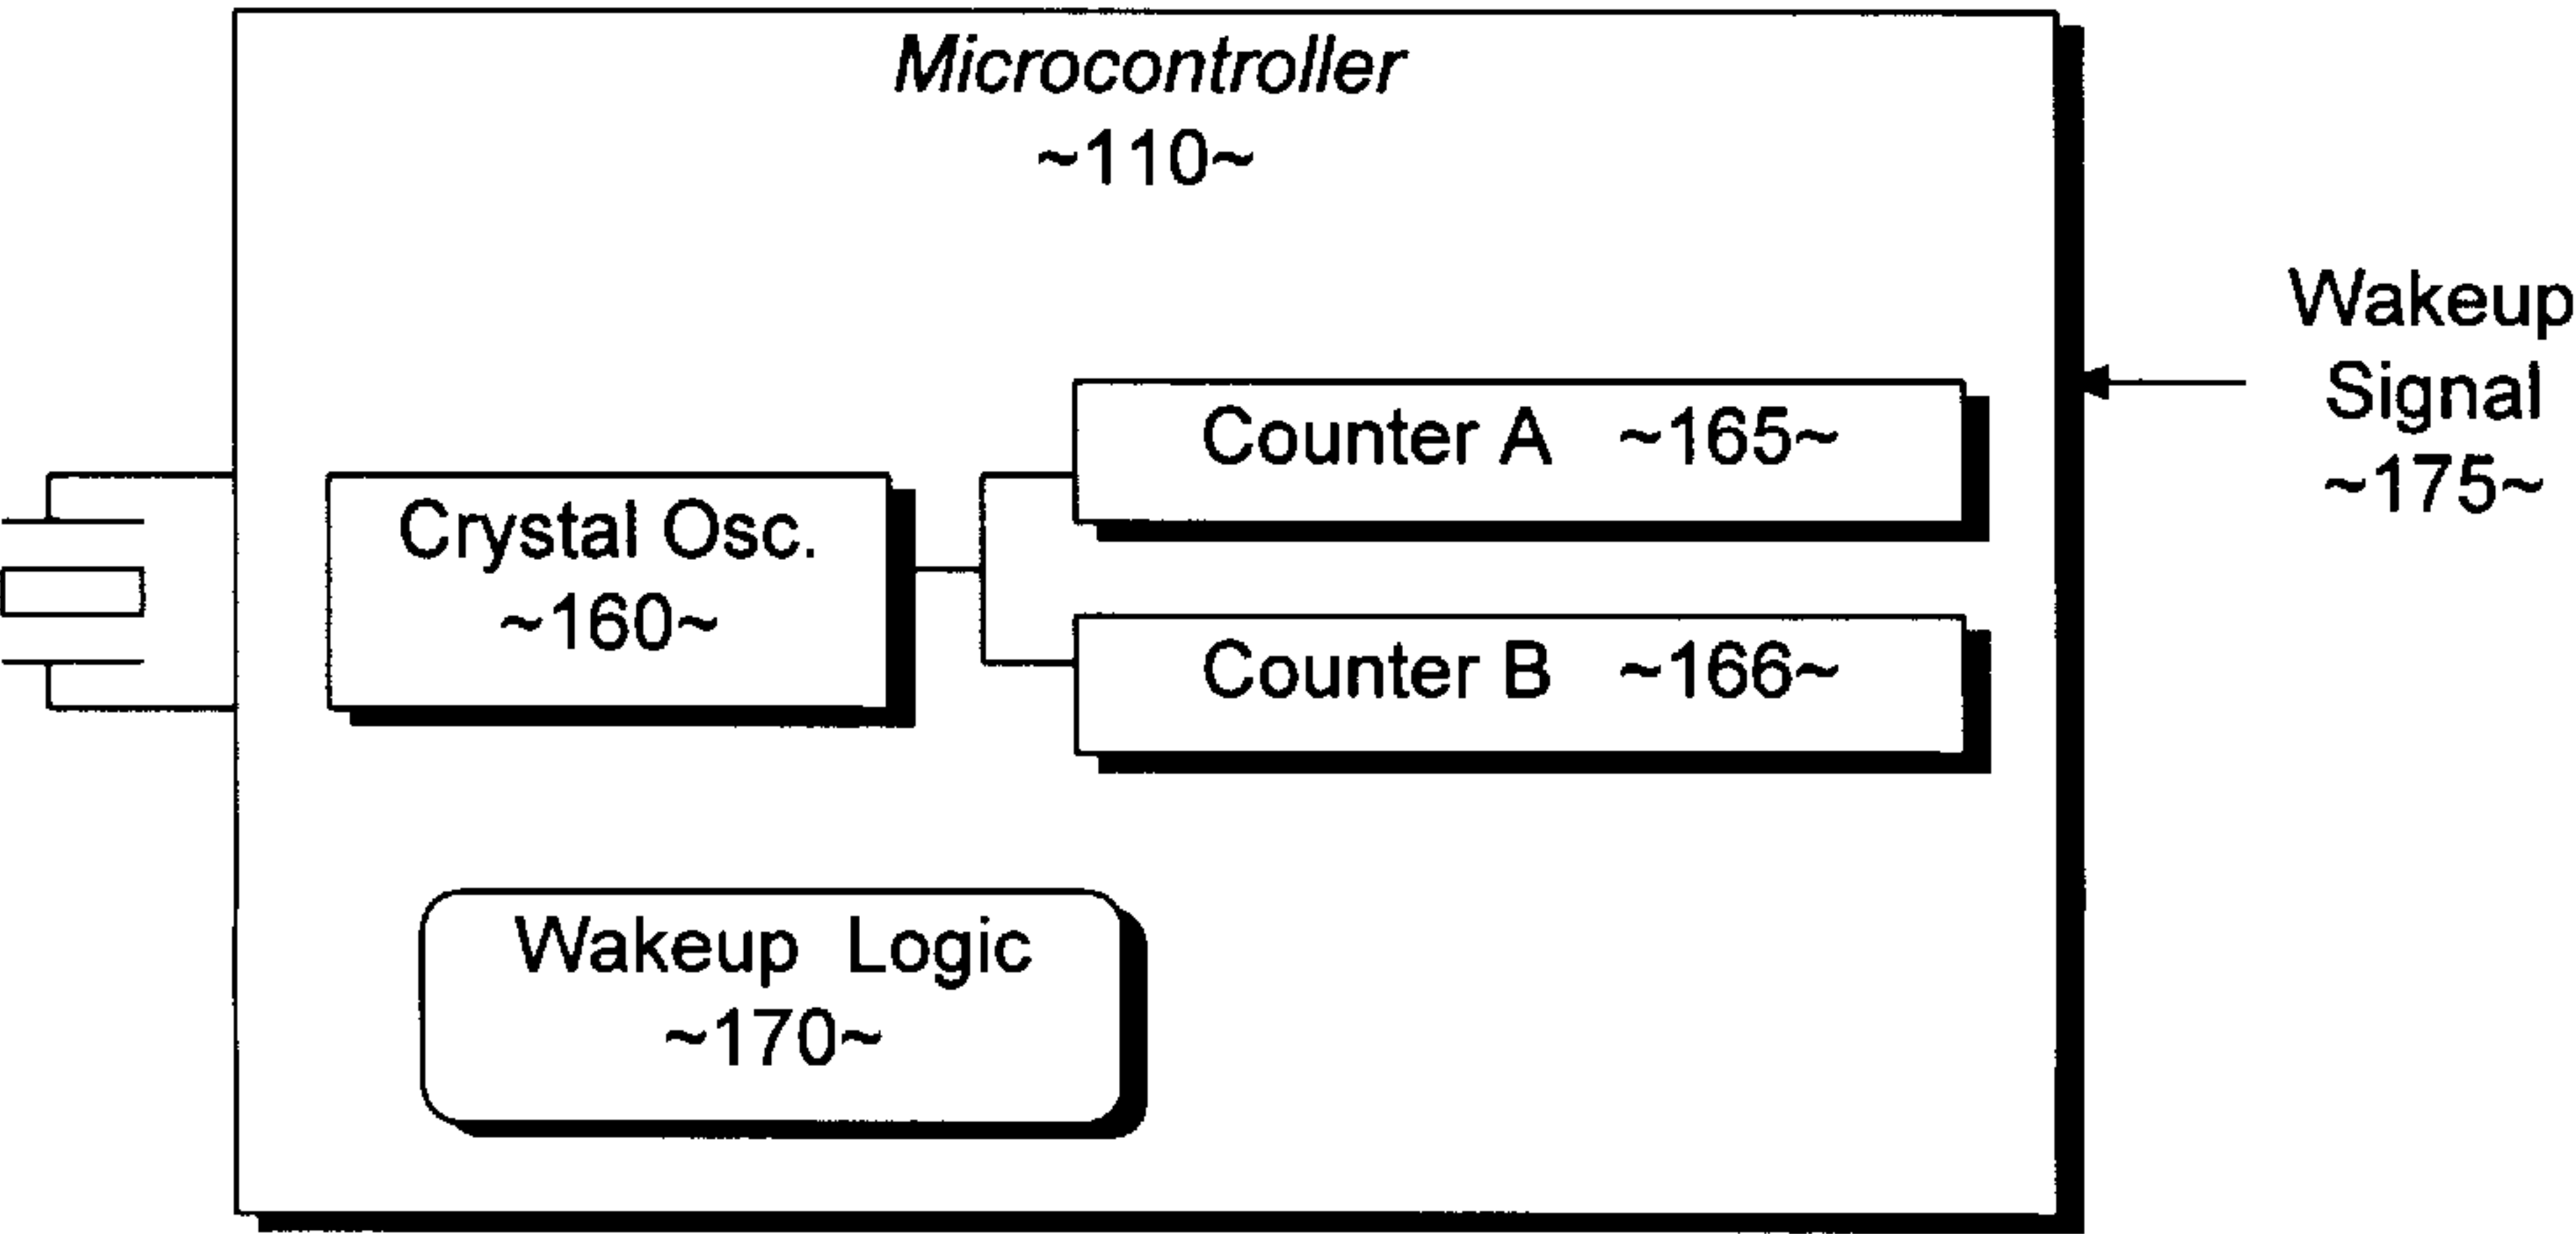 Microcontroller
~110~
Wakeup
Signal
~175~
Counter A ~165~
Crystal Osc.
~160~
Counter B ~166~
Wakeup Logic
~170~